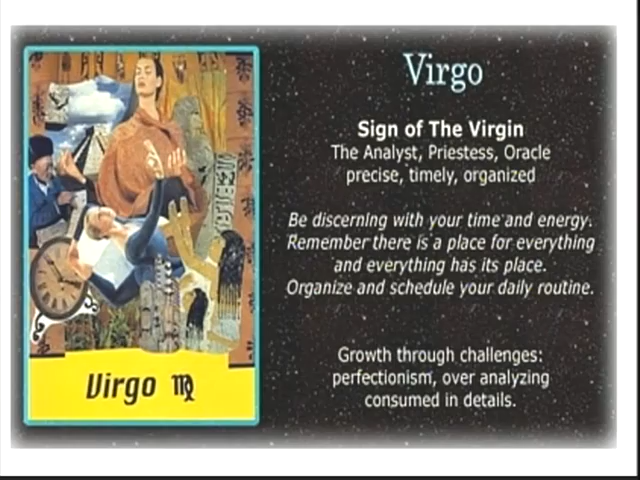 Virgo
Sign of The Virgin
The Analyst, Priestess, Oracle
precise, timely, organized
Be discerning with your time and energy.
Remember there is a place for everything
and everything has its place.
Organize and schedule your daily routine.
Growth through challenges:
perfectionism, over analyzing
consumed in details.
Virgo ♍